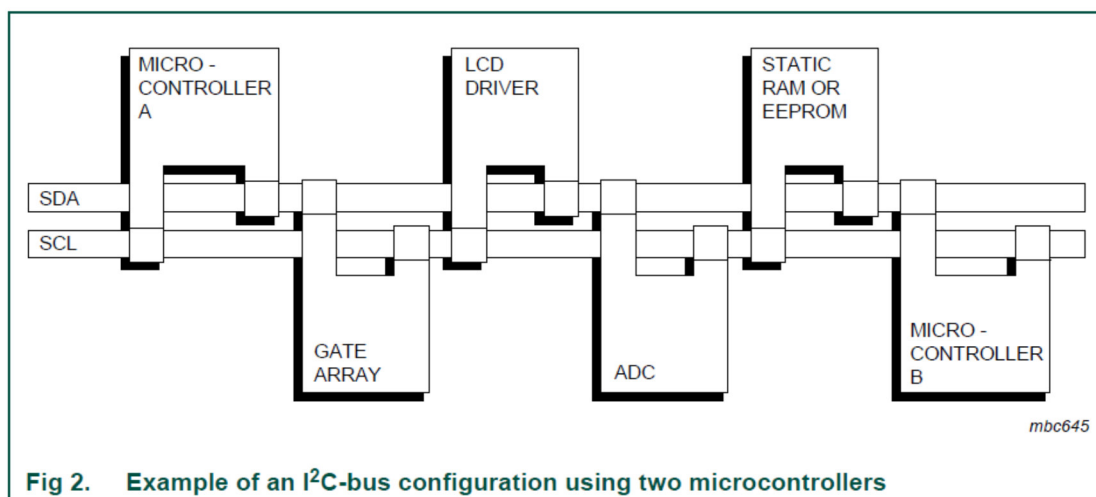 MICRO -
CONTROLLER
A
LCD
DRIVER
STATIC
RAM OR
EEPROM
SDA
SCL
GATE
ARRAY
ADC
MICRO -
CONTROLLER
B
mbc645
Fig 2. Example of an I²C-bus configuration using two microcontrollers